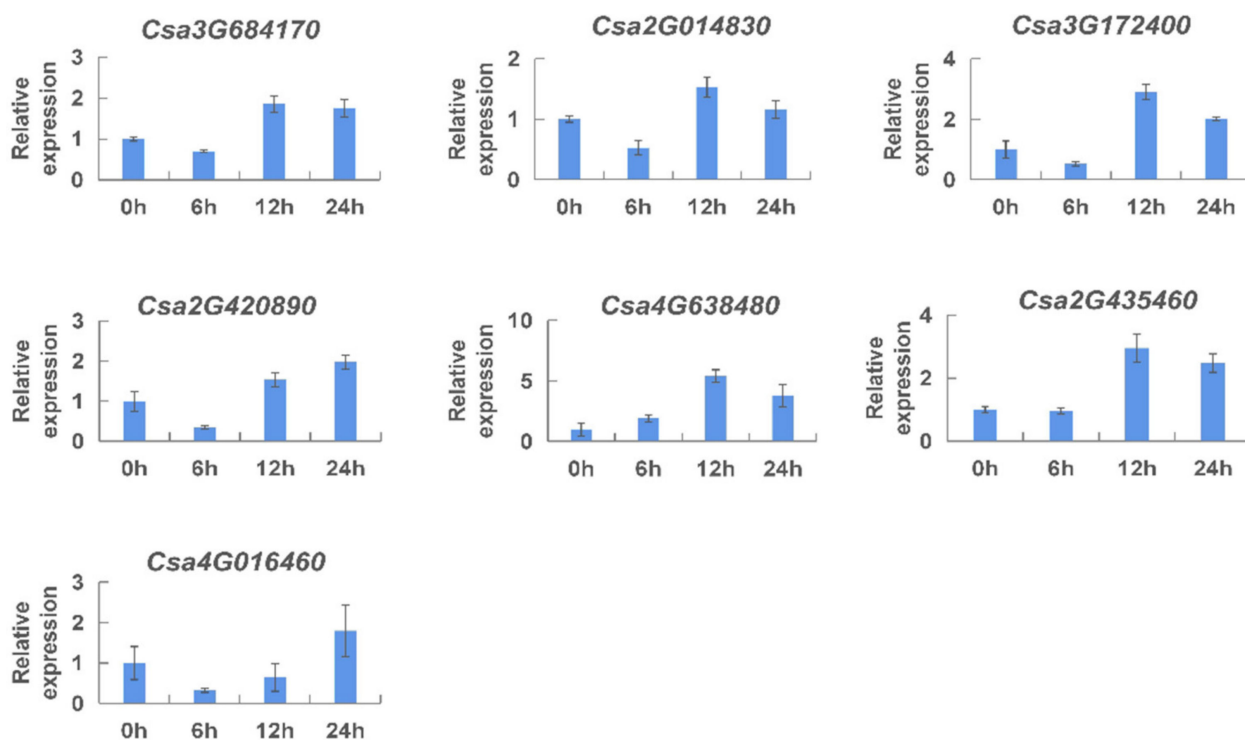 Csa3G684170
Relative
expression
3
2
1
0
0h 6h 12h 24h
Csa2G014830
Relative
expression
2
1
0
0h 6h 12h 24h
Csa3G172400
Relative
expression
4
2
0
0h 6h 12h 24h
Csa2G420890
Relative
expression
3
2
1
0
0h 6h 12h 24h
Csa4G638480
Relative
expression
10
5
0
0h 6h 12h 24h
Csa2G435460
Relative
expression
4
2
0
0h 6h 12h 24h
Csa4G016460
Relative
expression
3
2
1
0
0h 6h 12h 24h